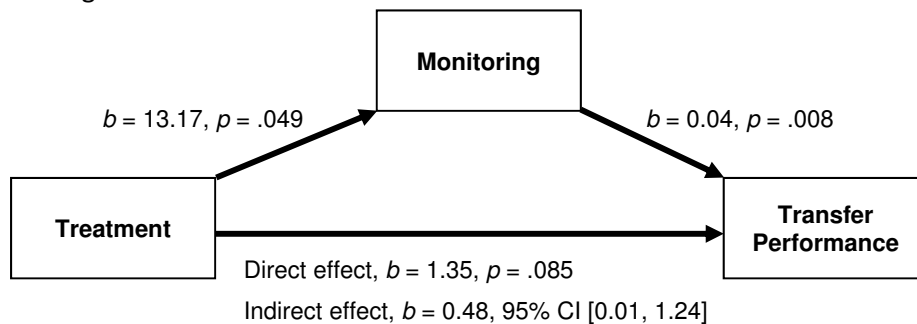 Monitoring
b = 13.17, p = .049
b = 0.04, p = .008
Treatment
Transfer
Performance
Direct effect, b = 1.35, p = .085
Indirect effect, b = 0.48, 95% CI [0.01, 1.24]